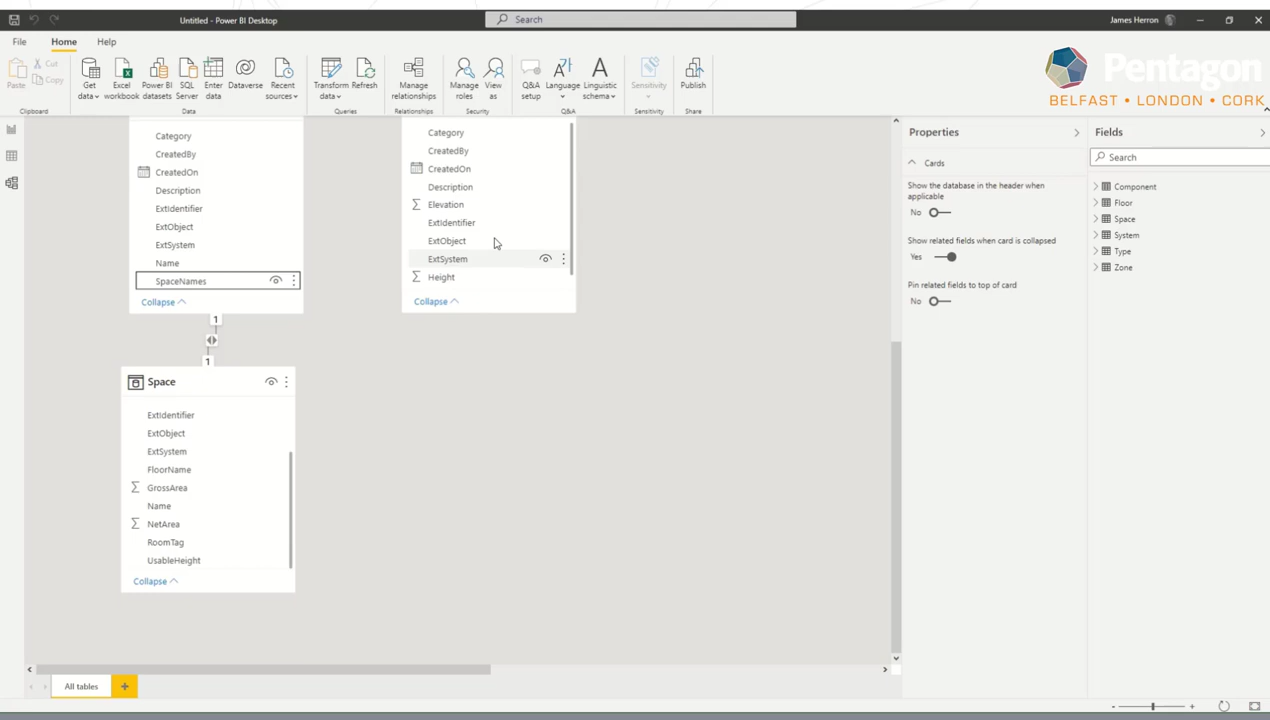 Untitled - Power BI Desktop
Search
James Herron
File
Home
Help
Paste
Cut
Copy
Clipboard
Get
data
Excel
workbook
Power BI
datasets
SQL
Server
Enter
data
Dataverse
Recent
sources
Data
Transform
data
Refresh
Queries
Manage
relationships
Relationships
Manage
roles
View
as
Security
Q&A
setup
Language
Linguistic
schema
Q&A
Sensitivity
Sensitivity
Publish
Share
Pentagon
BELFAST • LONDON • CORK
Category
CreatedBy
CreatedOn
Description
ExtIdentifier
ExtObject
ExtSystem
Name
SpaceNames
Collapse
1
1
Space
ExtIdentifier
ExtObject
ExtSystem
FloorName
GrossArea
Name
NetArea
RoomTag
UsableHeight
Collapse
Category
CreatedBy
CreatedOn
Description
Elevation
ExtIdentifier
ExtObject
ExtSystem
Height
Collapse
Properties
Cards
Show the database in the header when
applicable
No
Show related fields when card is collapsed
Yes
Pin related fields to top of card
No
Fields
Search
Component
Floor
Space
System
Type
Zone
All tables